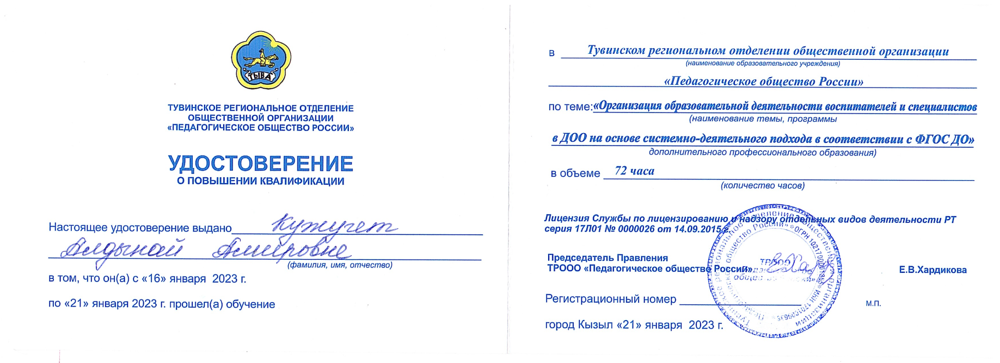 ТЫВА
ТУВИНСКОЕ РЕГИОНАЛЬНОЕ ОТДЕЛЕНИЕ
ОБЩЕСТВЕННОЙ ОРГАНИЗАЦИИ
«ПЕДАГОГИЧЕСКОЕ ОБЩЕСТВО РОССИИ»
УДОСТОВЕРЕНИЕ
О ПОВЫШЕНИИ КВАЛИФИКАЦИИ
Настоящее удостоверение выдано Кужугет
Алдынай Амировне
(фамилия, имя, отчество)
в том, что он(а) с «16» января 2023 г.
по «21» января 2023 г. прошел(а) обучение
в Тувинском региональном отделении общественной организации
(наименование образовательного учреждения)
«Педагогическое общество России»
по теме:«Организация образовательной деятельности воспитателей и специалистов
(наименование темы, программы
в ДОО на основе системно-деятельного подхода в соответствии с ФГОС ДО»
дополнительного профессионального образования)
в объеме 72 часа
(количество часов)
Лицензия Службы по лицензированию и надзору отдельных видов деятельности РТ
серия 17Л01 № 0000026 от 14.09.2015 г.
Председатель Правления
ТРООО «Педагогическое общество России» Е.В.Хардикова
Регистрационный номер
м.п.
город Кызыл «21» января 2023 г.